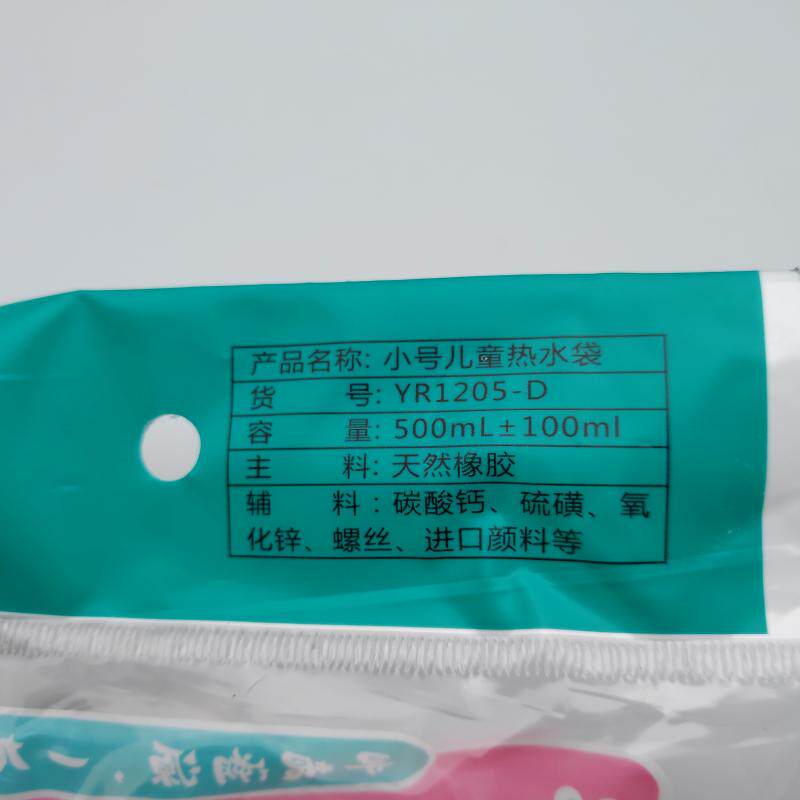 产品名称: 小号儿童热水袋
货 号: YR1205-D
容 量: 500mL±100ml
主 料: 天然橡胶
辅 料: 碳酸钙、硫磺、氧
化锌、螺丝、进口颜料等